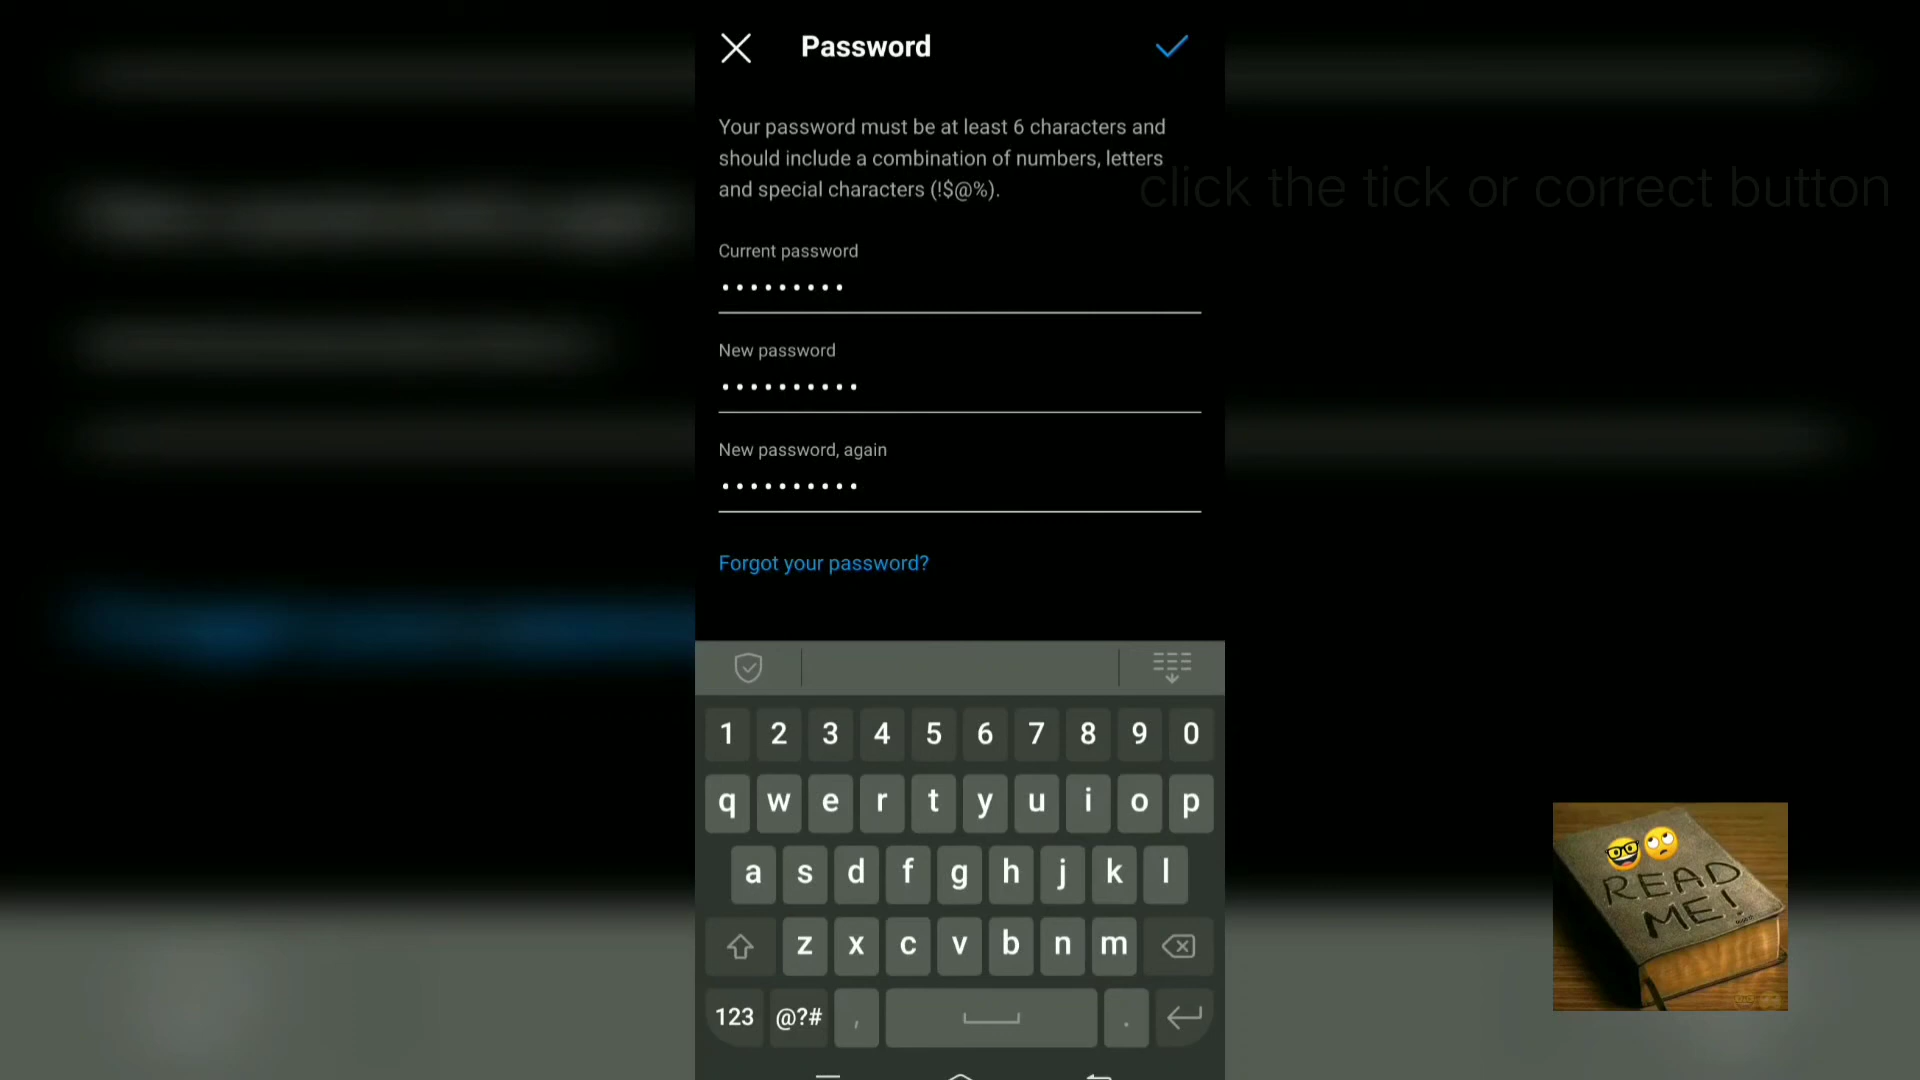 Password
Your password must be at least 6 characters and
should include a combination of numbers, letters
and special characters (!$@%).
click the tick or correct button
Current password
New password
New password, again
Forgot your password?
1 2 3 4 5 6 7 8 9 0
q w e r t y u i o p
a s d f g h j k l
z x c v b n m
123 @?# , .
READ
ME!